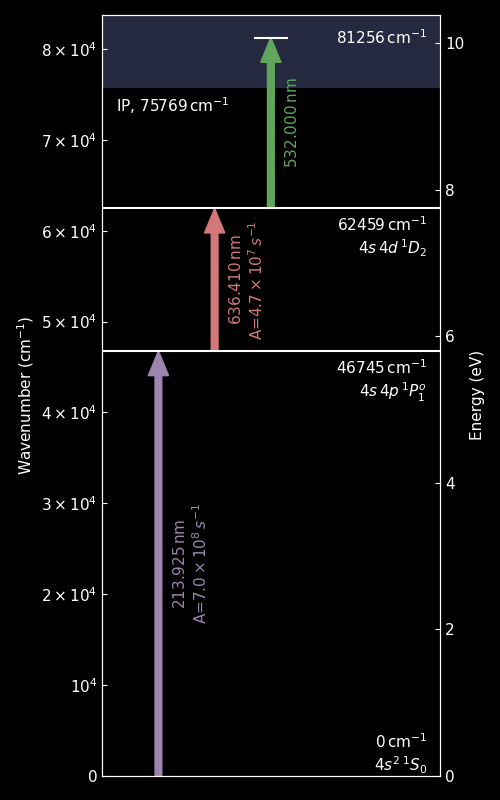 81256 cm⁻¹
IP, 75769 cm⁻¹
532.000 nm
62459 cm⁻¹
4s 4d ¹D₂
636.410 nm
A=4.7 × 10⁷ s⁻¹
46745 cm⁻¹
4s 4p ¹P₁ᵒ
213.925 nm
A=7.0 × 10⁸ s⁻¹
0 cm⁻¹
4s² ¹S₀
Wavenumber (cm⁻¹)
8 × 10⁴
7 × 10⁴
6 × 10⁴
5 × 10⁴
4 × 10⁴
3 × 10⁴
2 × 10⁴
10⁴
0
Energy (eV)
10
8
6
4
2
0